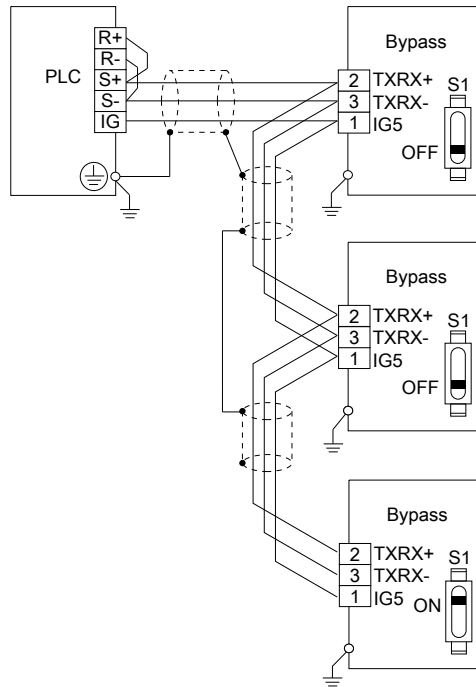 PLC
R+
R-
S+
S-
IG
Bypass
2 TXRX+
3 TXRX-
1 IG5
S1
OFF
Bypass
2 TXRX+
3 TXRX-
1 IG5
S1
OFF
Bypass
2 TXRX+
3 TXRX-
1 IG5
S1
ON